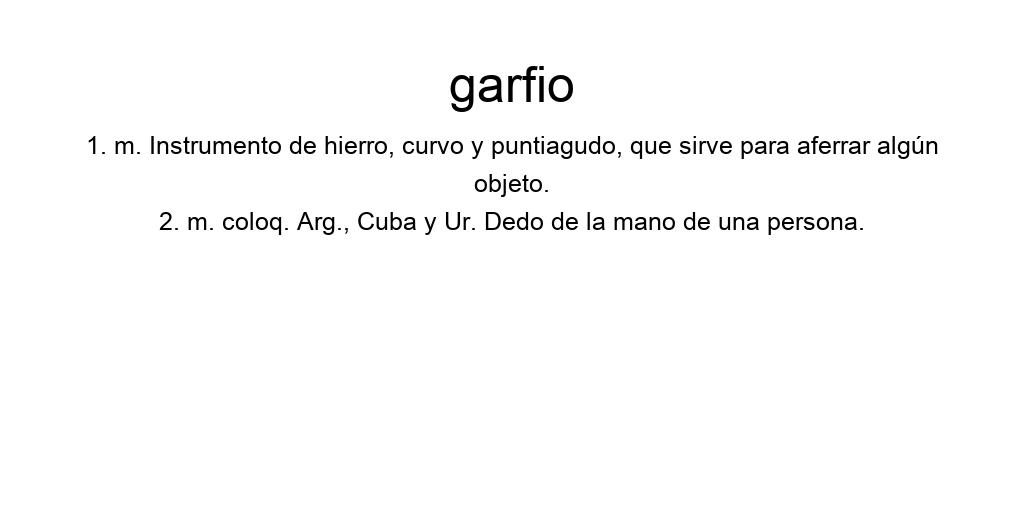 garfio
1. m. Instrumento de hierro, curvo y puntiagudo, que sirve para aferrar algún
objeto.
2. m. coloq. Arg., Cuba y Ur. Dedo de la mano de una persona.